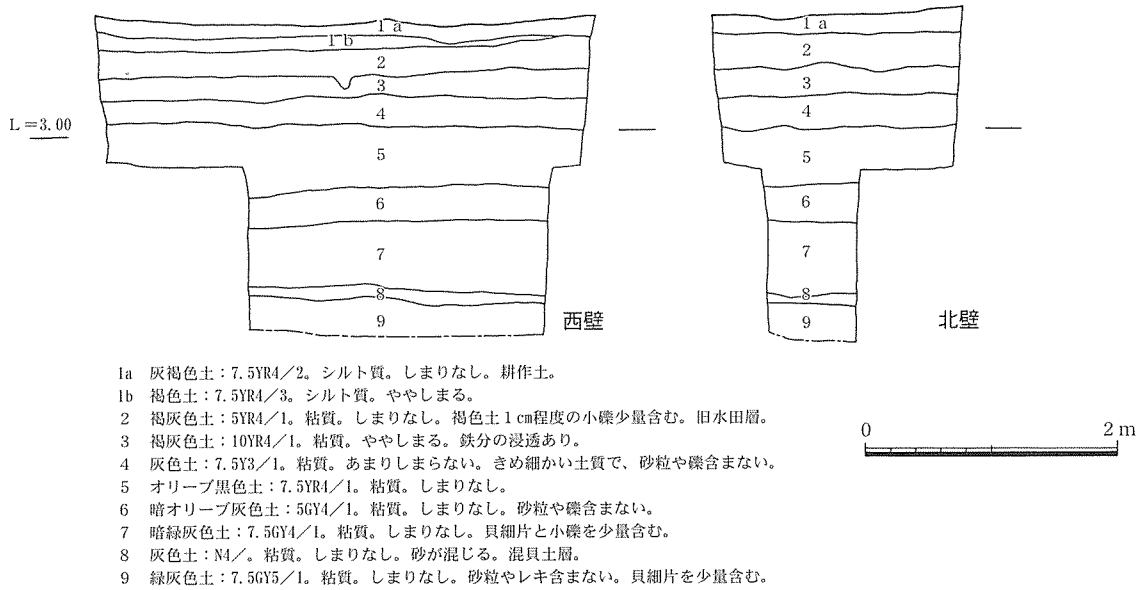 1a
1a
1b
2
2
3
3
4
4
L=3.00
5
5
6
6
7
7
8
8
9
9
西壁
北壁
1a 灰褐色土：7.5YR4／2。シルト質。しまりなし。耕作土。
1b 褐色土：7.5YR4／3。シルト質。ややしまる。
2 褐灰色土：5YR4／1。粘質。しまりなし。褐色土1㎝程度の小礫少量含む。旧水田層。
3 褐灰色土：10YR4／1。粘質。ややしまる。鉄分の浸透あり。
4 灰色土：7.5Y3／1。粘質。あまりしまらない。きめ細かい土質で、砂粒や礫含まない。
5 オリーブ黒色土：7.5YR4／1。粘質。しまりなし。
6 暗オリーブ灰色土：5GY4／1。粘質。しまりなし。砂粒や礫含まない。
7 暗緑灰色土：7.5GY4／1。粘質。しまりなし。貝細片と小礫を少量含む。
8 灰色土：N4／。粘質。しまりなし。砂が混じる。混貝土層。
9 緑灰色土：7.5GY5／1。粘質。しまりなし。砂粒やレキ含まない。貝細片を少量含む。
0 2m